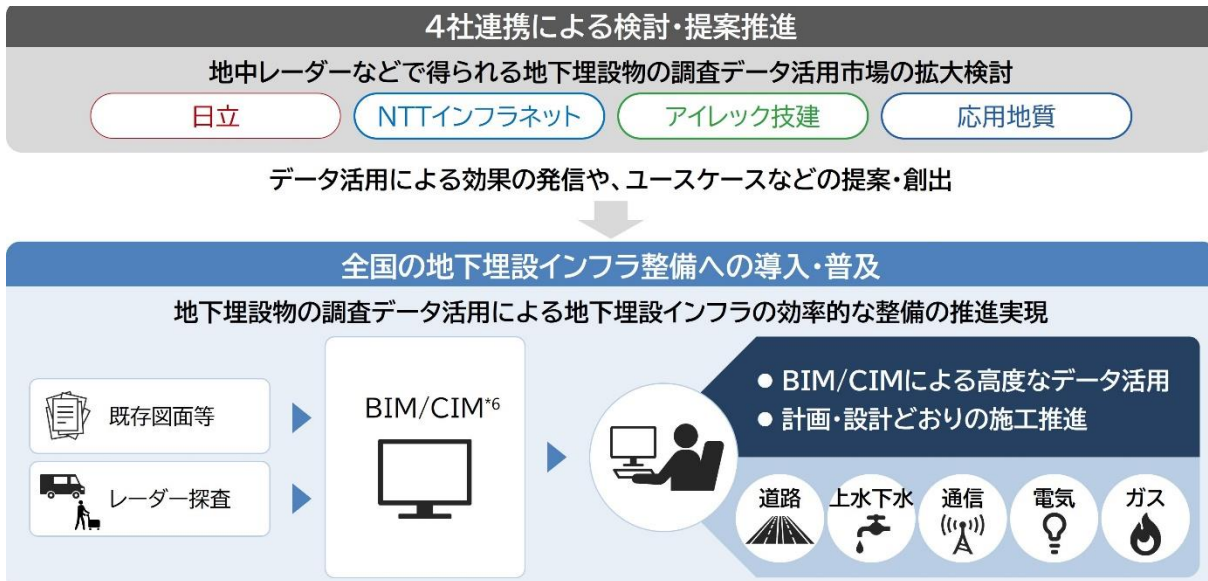 4社連携による検討・提案推進
地中レーダーなどで得られる地下埋設物の調査データ活用市場の拡大検討
日立
NTTインフラネット
アイレック技建
応用地質
データ活用による効果の発信や、ユースケースなどの提案・創出
全国の地下埋設インフラ整備への導入・普及
地下埋設物の調査データ活用による地下埋設インフラの効率的な整備の推進実現
既存図面等
レーダー探査
BIM/CIM*6
● BIM/CIMによる高度なデータ活用
● 計画・設計どおりの施工推進
道路
上水下水
通信
電気
ガス